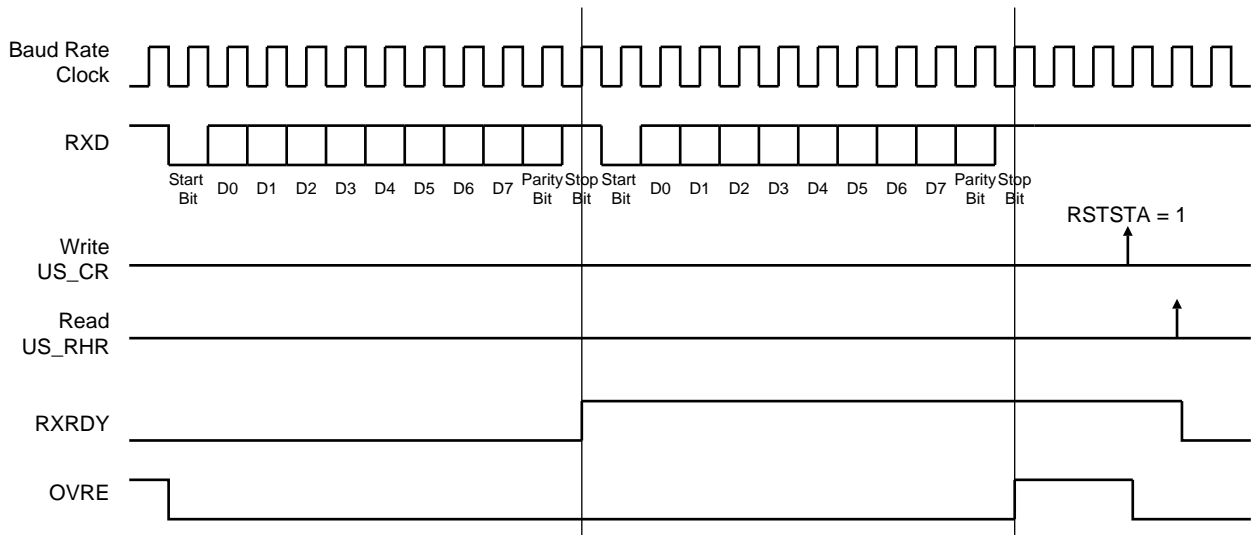 Baud Rate
Clock
RXD
Start
Bit
D0 D1 D2 D3 D4 D5 D6 D7
Parity
Bit
Stop
Bit
Start
Bit
D0 D1 D2 D3 D4 D5 D6 D7
Parity
Bit
Stop
Bit
RSTSTA = 1
Write
US_CR
Read
US_RHR
RXRDY
OVRE